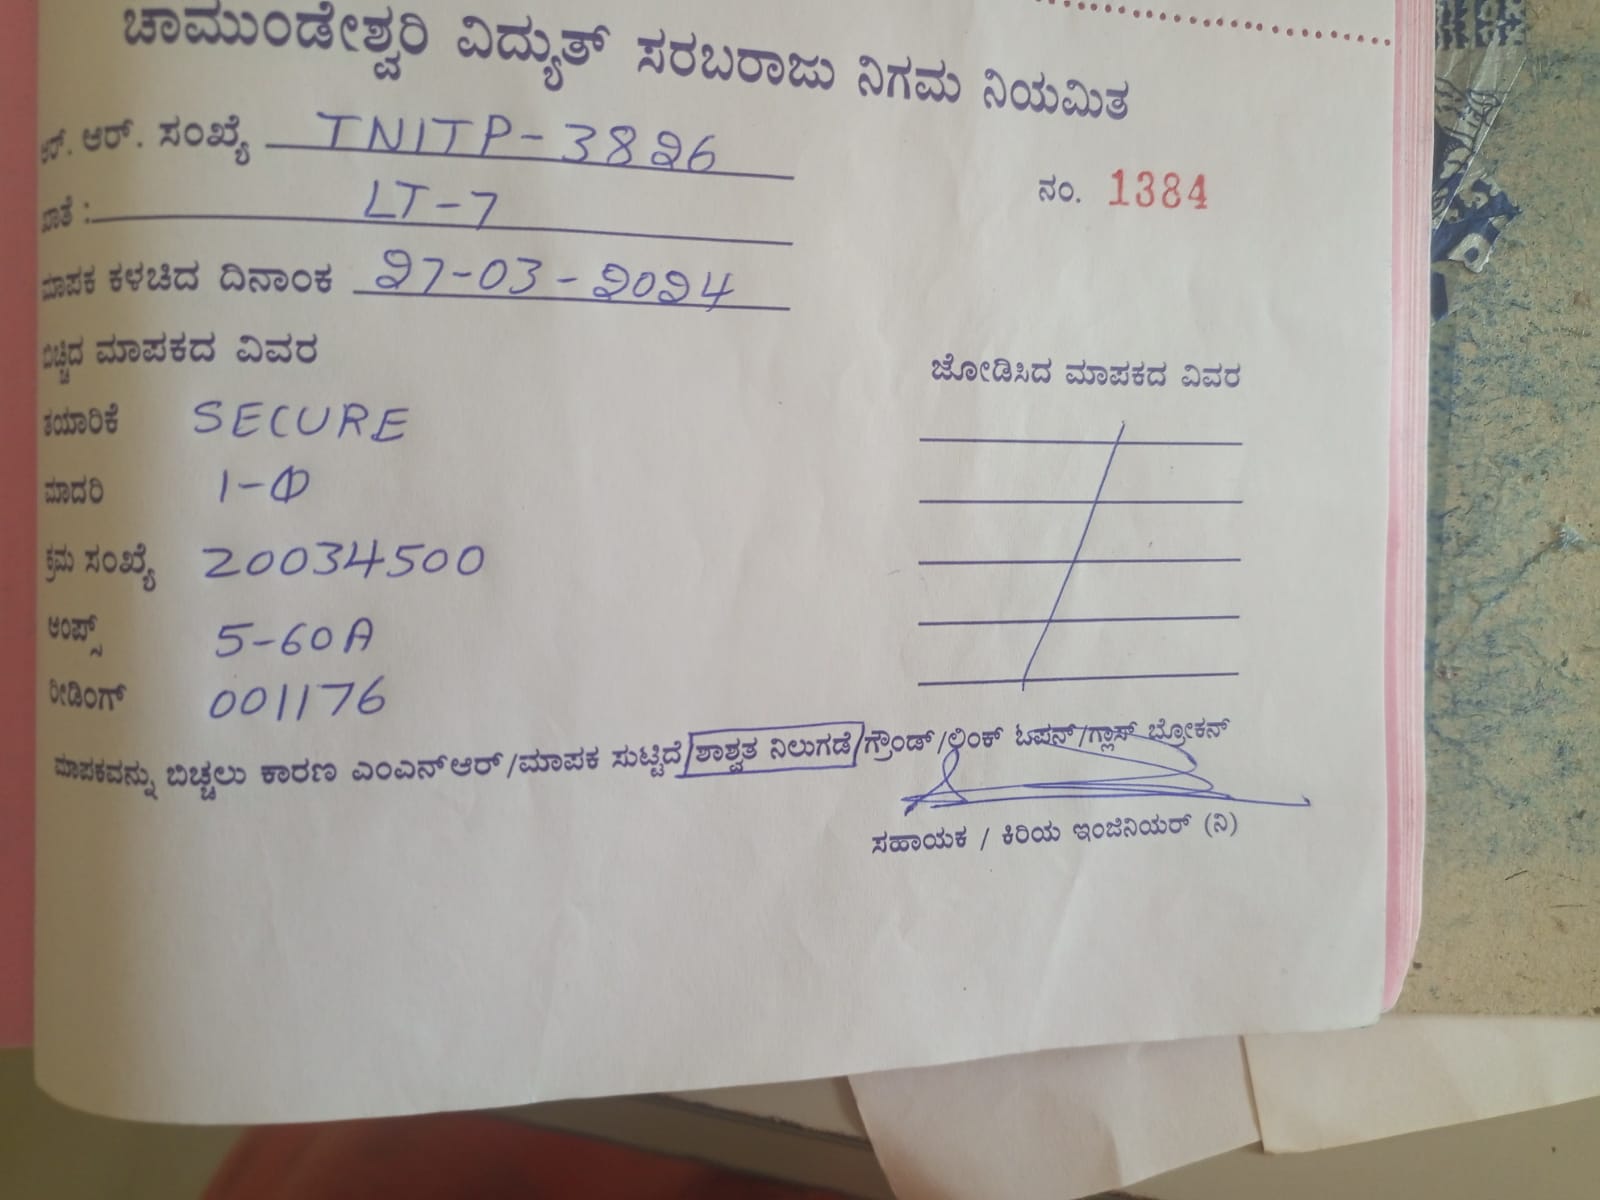 ಚಾಮುಂಡೇಶ್ವರಿ ವಿದ್ಯುತ್ ಸರಬರಾಜು ನಿಗಮ ನಿಯಮಿತ
ಆರ್. ಆರ್. ಸಂಖ್ಯೆ TNITP-3826
ನಂ. 1384
LT-7
ಮಾಪಕ ಕಳಚಿದ ದಿನಾಂಕ 27-03-2024
ಬಿಚ್ಚಿದ ಮಾಪಕದ ವಿವರ
ಜೋಡಿಸಿದ ಮಾಪಕದ ವಿವರ
ತಯಾರಿಕೆ SECURE
ಮಾದರಿ 1-Φ
ಕ್ರಮ ಸಂಖ್ಯೆ 20034500
ಆಂಪ್ಸ್ 5-60A
ರೀಡಿಂಗ್ 001176
ಮಾಪಕವನ್ನು ಬಿಚ್ಚಲು ಕಾರಣ ಎಂಎನ್‌ಆರ್/ಮಾಪಕ ಸುಟ್ಟಿದೆ/ಶಾಶ್ವತ ನಿಲುಗಡೆ/ಗ್ರೌಂಡ್/ಲಿಂಕ್ ಓಪನ್/ಗ್ಲಾಸ್ ಬ್ರೋಕನ್
ಸಹಾಯಕ / ಕಿರಿಯ ಇಂಜಿನಿಯರ್ (ನಿ)